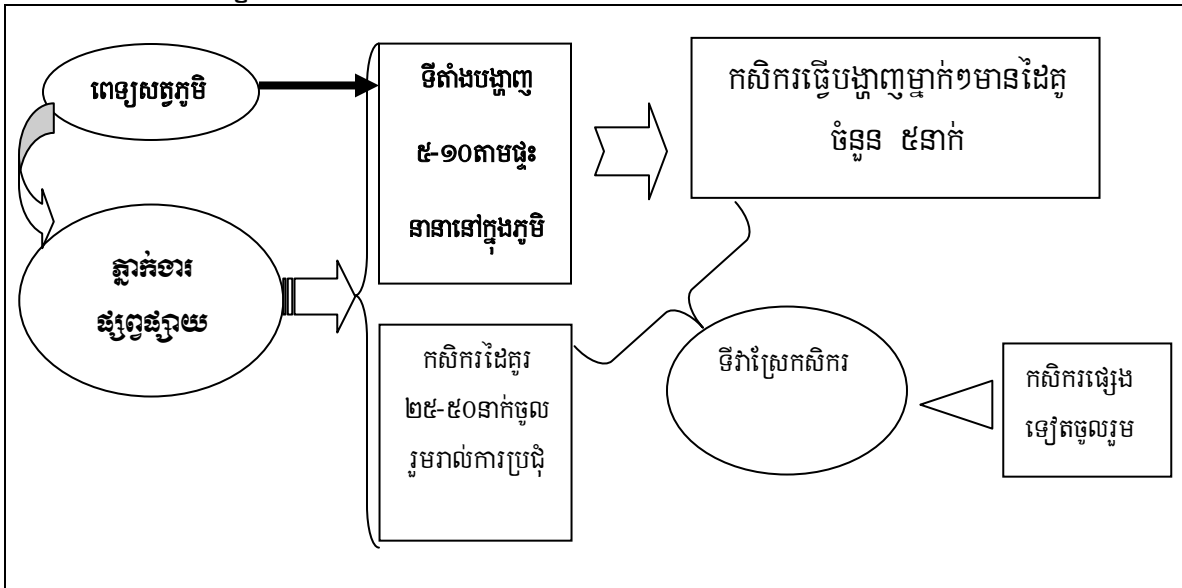 ពេទ្យសត្វភូមិ
ភ្នាក់ងារ
ផ្សព្វផ្សាយ
ទីតាំងបង្ហាញ
៥-១០តាមផ្ទះ
នានានៅក្នុងភូមិ
កសិករធ្វើបង្ហាញម្នាក់ៗមានដៃគូ
ចំនួន ៥នាក់
កសិករដៃគូរ
២៥-៥០នាក់ចូល
រួមរាល់ការប្រជុំ
ទីវាស្រែកសិករ
កសិករផ្សេង
ទៀតចូលរួម